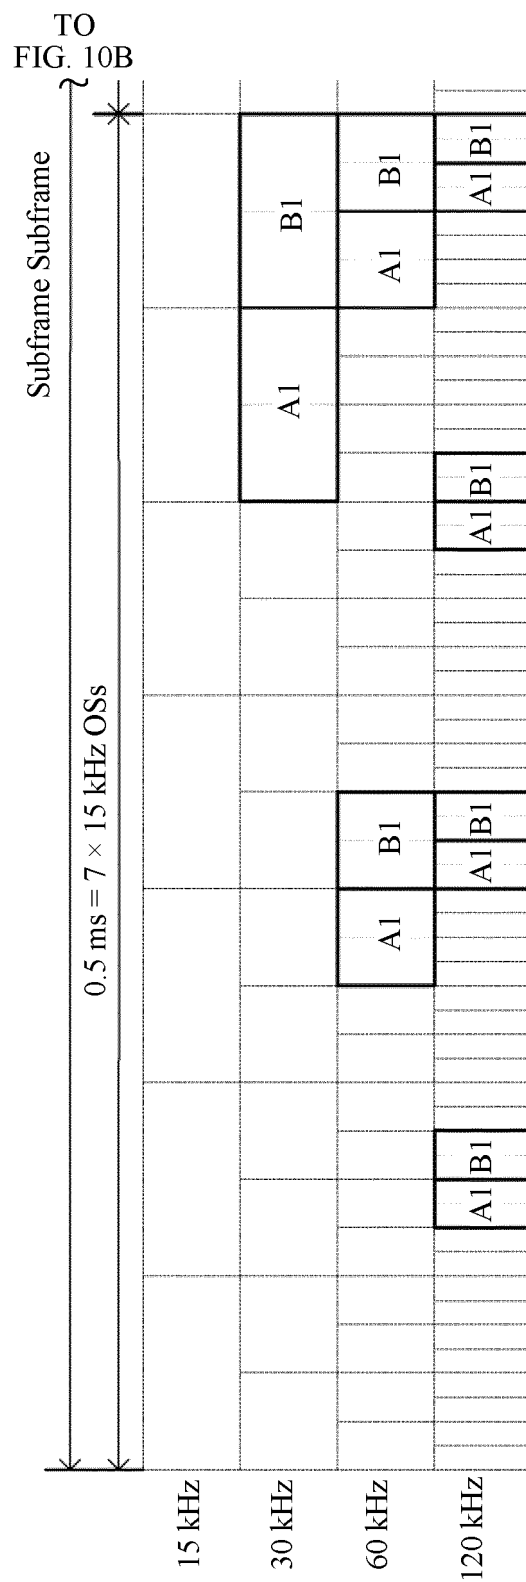 TO
FIG. 10B
Subframe Subframe
0.5 ms = 7 × 15 kHz OSs
15 kHz
30 kHz
A1
B1
60 kHz
A1
B1
A1
B1
120 kHz
A1
B1
A1
B1
A1
B1
A1
B1